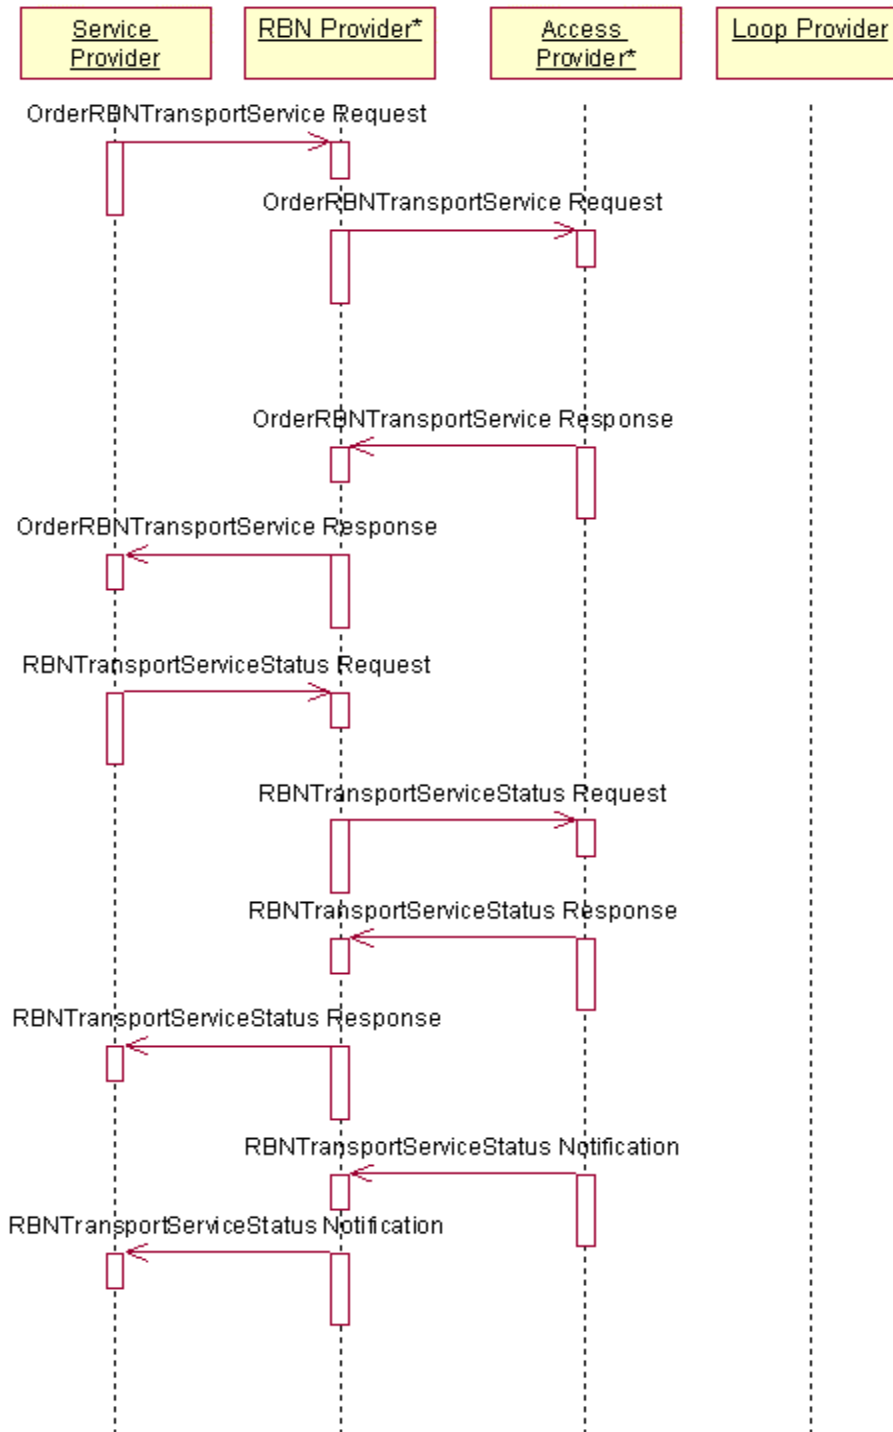 Service
Provider
RBN Provider*
Access
Provider*
Loop Provider
OrderRBNTransportService Request
OrderRBNTransportService Request
OrderRBNTransportService Response
OrderRBNTransportService Response
RBNTransportServiceStatus Request
RBNTransportServiceStatus Request
RBNTransportServiceStatus Response
RBNTransportServiceStatus Response
RBNTransportServiceStatus Notification
RBNTransportServiceStatus Notification